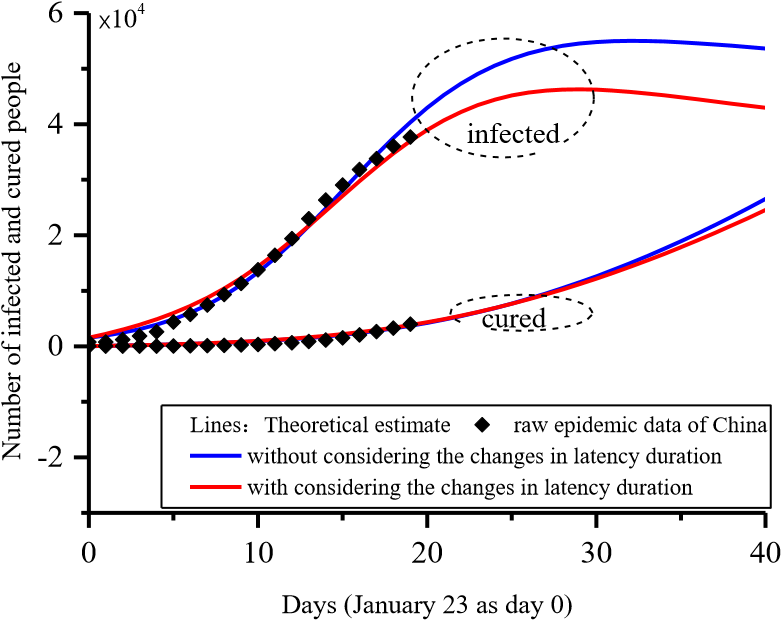 ×10⁴
6
4
2
0
-2
Number of infected and cured people
infected
cured
Lines: Theoretical estimate ◆ raw epidemic data of China
without considering the changes in latency duration
with considering the changes in latency duration
0 10 20 30 40
Days (January 23 as day 0)